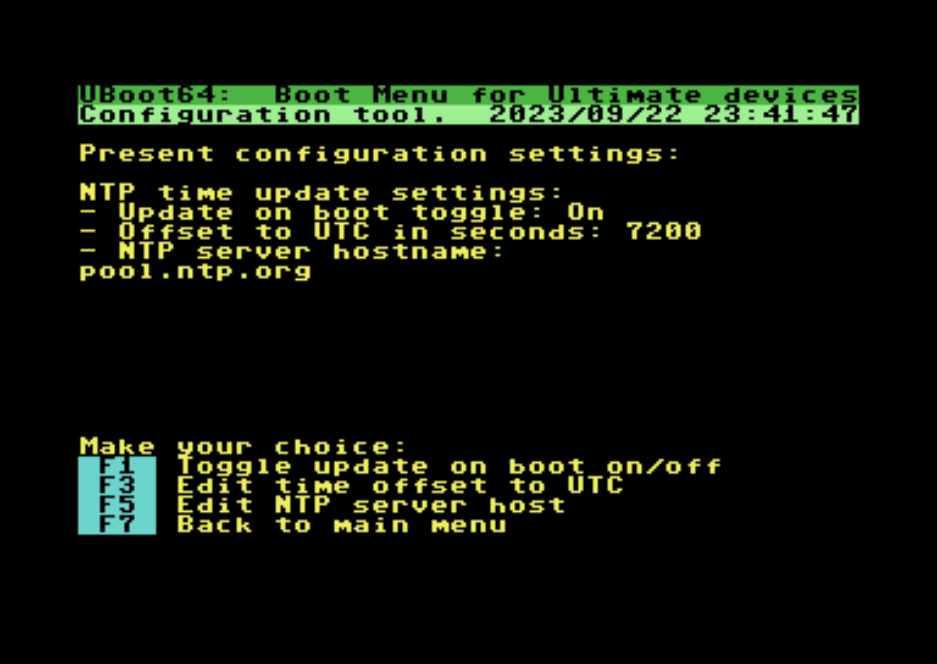 UBoot64:  Boot Menu for Ultimate devices
Configuration tool.  2023/09/22 23:41:47
Present configuration settings:
NTP time update settings:
- Update on boot toggle: On
- Offset to UTC in seconds: 7200
- NTP server hostname:
pool.ntp.org
Make your choice:
F1 Toggle update on boot on/off
F3 Edit time offset to UTC
F5 Edit NTP server host
F7 Back to main menu